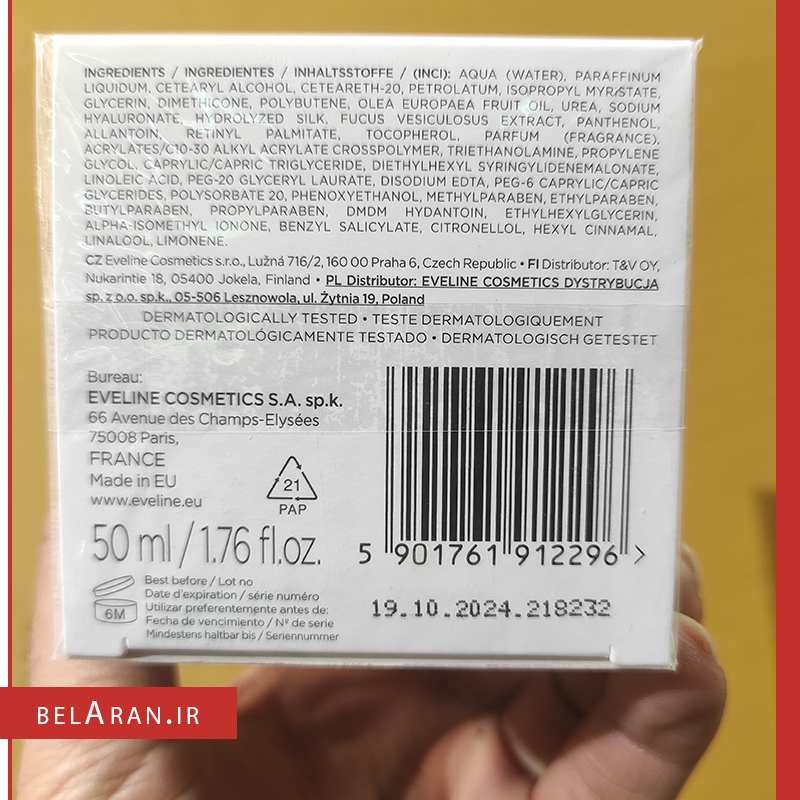 INGREDIENTS / INGREDIENTES / INHALTSSTOFFE / (INCI): AQUA (WATER), PARAFFINUM
LIQUIDUM, CETEARYL ALCOHOL, CETEARETH-20, PETROLATUM, ISOPROPYL MYRISTATE,
GLYCERIN, DIMETHICONE, POLYBUTENE, OLEA EUROPAEA FRUIT OIL, UREA, SODIUM
HYALURONATE, HYDROLYZED SILK, FUCUS VESICULOSUS EXTRACT, PANTHENOL,
ALLANTOIN, RETINYL PALMITATE, TOCOPHEROL, PARFUM (FRAGRANCE),
ACRYLATES/C10-30 ALKYL ACRYLATE CROSSPOLYMER, TRIETHANOLAMINE, PROPYLENE
GLYCOL, CAPRYLIC/CAPRIC TRIGLYCERIDE, DIETHYLHEXYL SYRINGYLIDENEMALONATE,
LINOLEIC ACID, PEG-20 GLYCERYL LAURATE, DISODIUM EDTA, PEG-6 CAPRYLIC/CAPRIC
GLYCERIDES, POLYSORBATE 20, PHENOXYETHANOL, METHYLPARABEN, ETHYLPARABEN,
BUTYLPARABEN, PROPYLPARABEN, DMDM HYDANTOIN, ETHYLHEXYLGLYCERIN,
ALPHA-ISOMETHYL IONONE, BENZYL SALICYLATE, CITRONELLOL, HEXYL CINNAMAL,
LINALOOL, LIMONENE.
CZ Eveline Cosmetics s.r.o., Lužná 716/2, 160 00 Praha 6, Czech Republic • FI Distributor: T&V OY,
Nukarintie 18, 05400 Jokela, Finland • PL Distributor: EVELINE COSMETICS DYSTRYBUCJA
sp. z o.o. sp.k., 05-506 Lesznowola, ul. Żytnia 19, Poland
DERMATOLOGICALLY TESTED • TESTE DERMATOLOGIQUEMENT
PRODUCTO DERMATOLÓGICAMENTE TESTADO • DERMATOLOGISCH GETESTET
Bureau:
EVELINE COSMETICS S.A. sp.k.
66 Avenue des Champs-Elysées
75008 Paris,
FRANCE
Made in EU
www.eveline.eu
21
PAP
50 ml / 1.76 fl.oz.
5 901761 912296 >
6M
Best before / Lot no
Date d'expiration / série numéro
Utilizar preferentemente antes de:
Fecha de vencimiento / Nº de serie
Mindestens haltbar bis / Seriennummer
19.10.2024.218232
BELARAN.IR